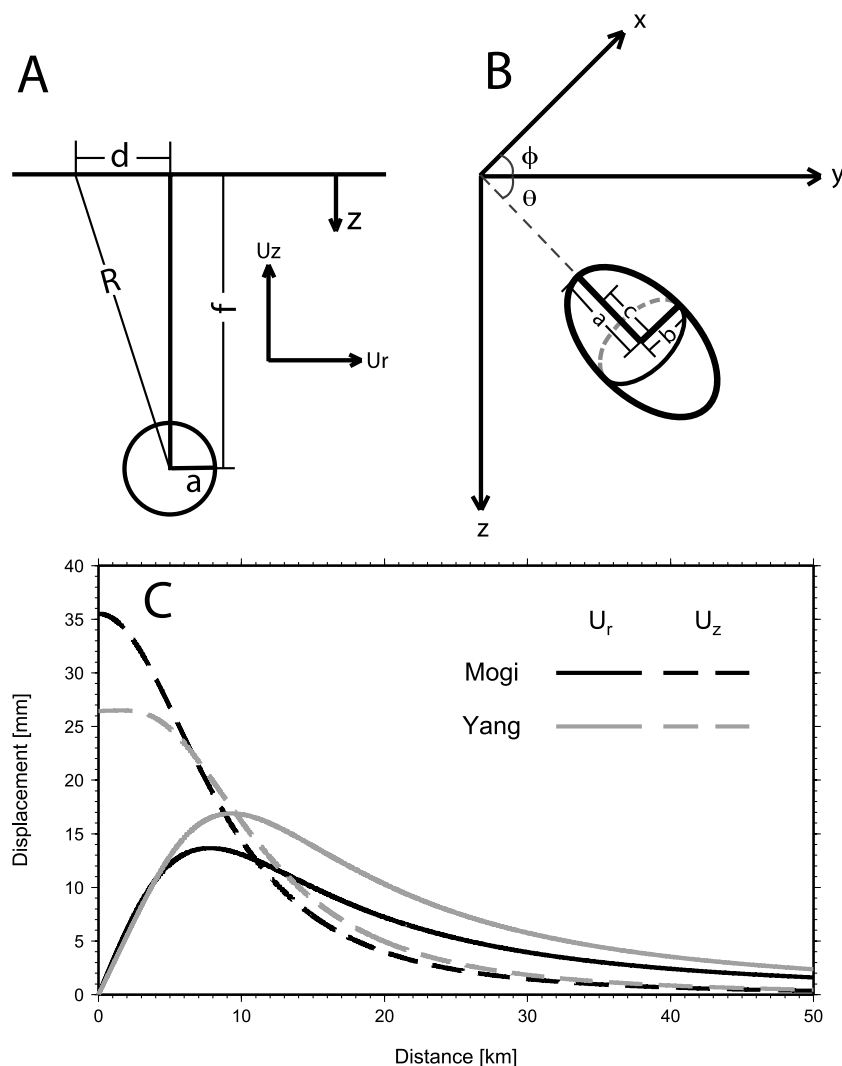 A
d
R
f
z
Uz
Ur
a
B
x
ϕ
y
θ
a
c
b
z
C
Ur Uz
Mogi
Yang
40
35
30
25
20
15
10
5
0
Displacement [mm]
0 10 20 30 40 50
Distance [km]